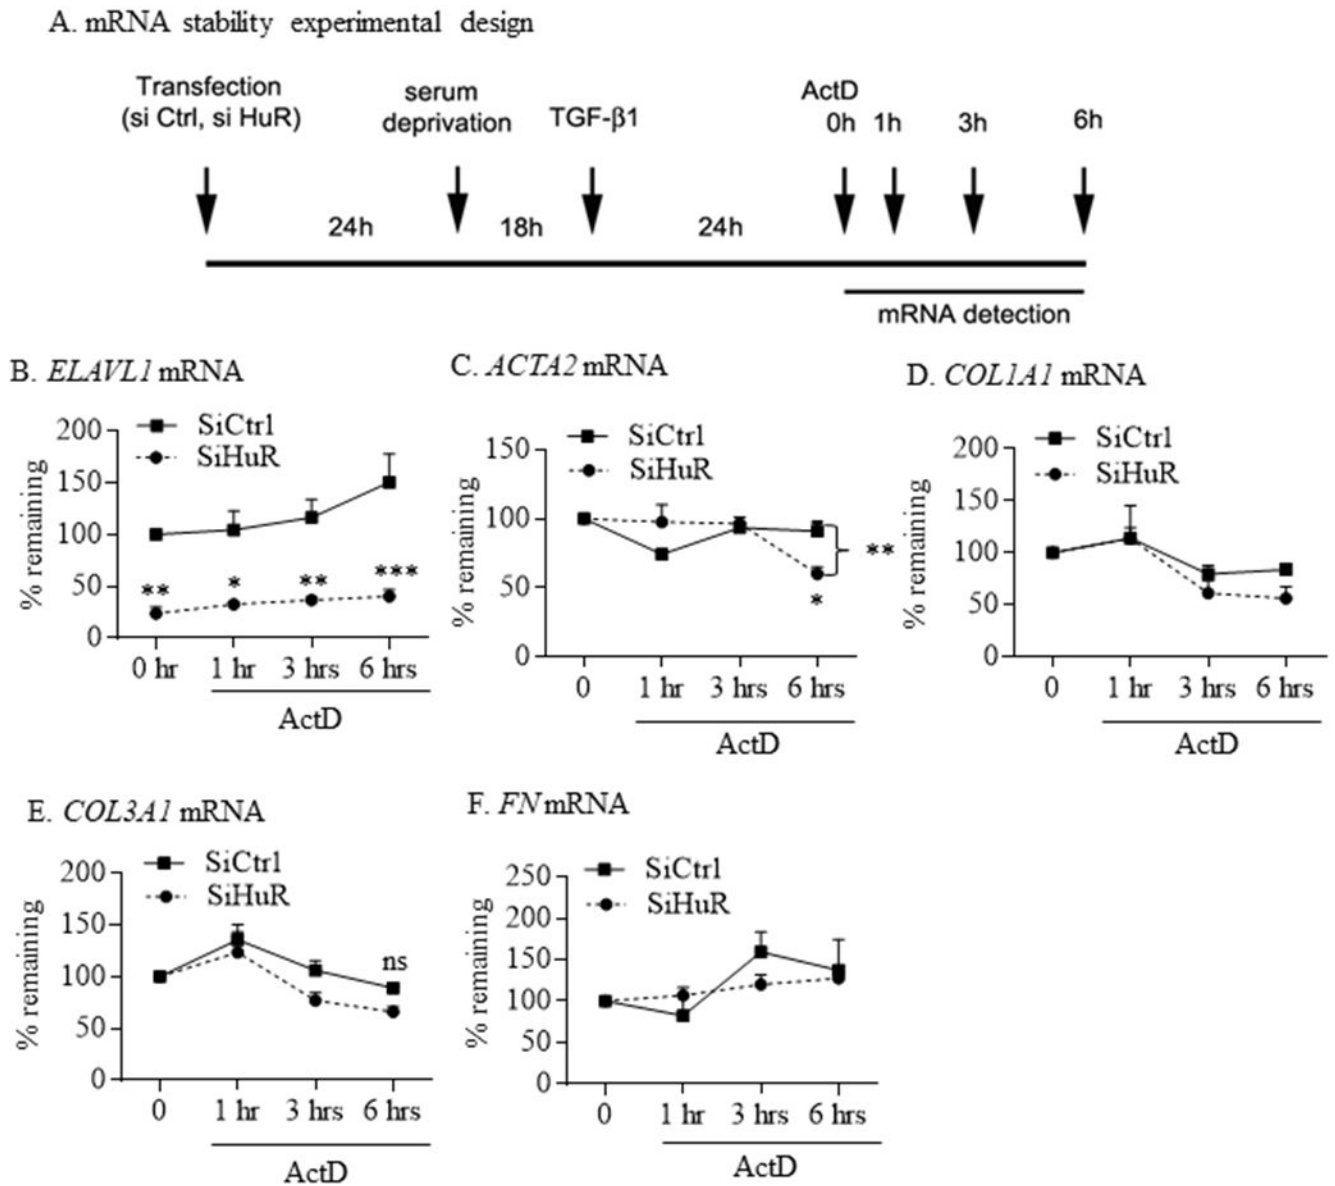 A. mRNA stability experimental design
Transfection
(si Ctrl, si HuR)
serum
deprivation
TGF-β1
ActD
0h 1h 3h 6h
24h 18h 24h
mRNA detection
B. ELAVL1 mRNA
% remaining
200
150
100
50
0
SiCtrl
SiHuR
** * ** ***
0 hr 1 hr 3 hrs 6 hrs
ActD
C. ACTA2 mRNA
% remaining
150
100
50
0
SiCtrl
SiHuR
**
*
0 1 hr 3 hrs 6 hrs
ActD
D. COL1A1 mRNA
% remaining
200
150
100
50
0
SiCtrl
SiHuR
0 1 hr 3 hrs 6 hrs
ActD
E. COL3A1 mRNA
% remaining
200
150
100
50
0
SiCtrl
SiHuR
ns
0 1 hr 3 hrs 6 hrs
ActD
F. FN mRNA
% remaining
250
200
150
100
50
0
SiCtrl
SiHuR
0 1 hr 3 hrs 6 hrs
ActD